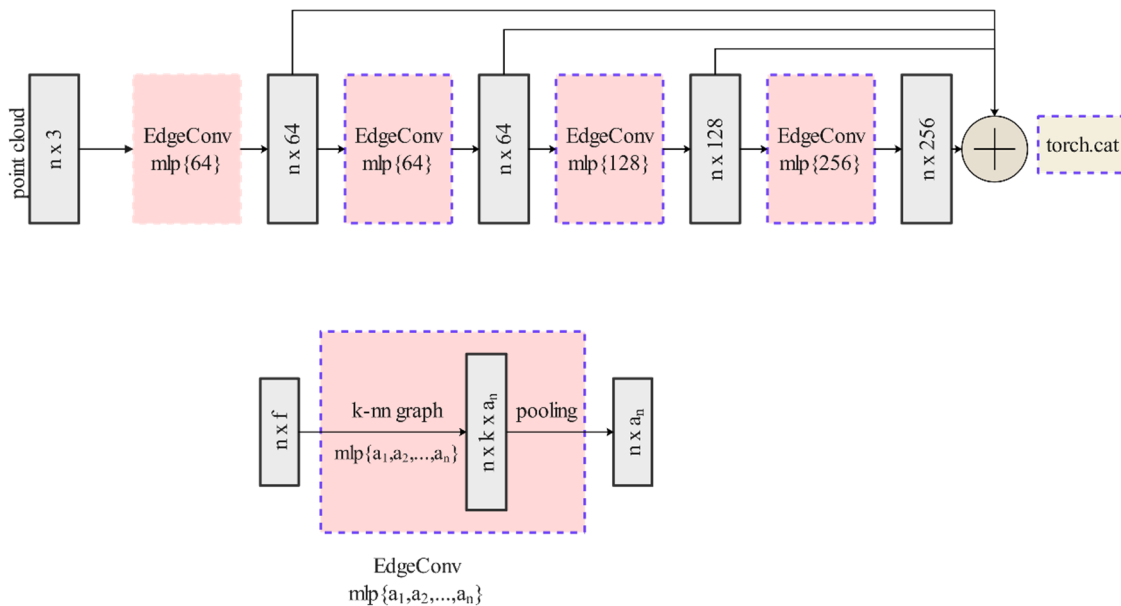 point cloud
n x 3
EdgeConv
mlp{64}
n x 64
EdgeConv
mlp{64}
n x 64
EdgeConv
mlp{128}
n x 128
EdgeConv
mlp{256}
n x 256
torch.cat
n x f
k-nn graph
mlp{a₁,a₂,...,aₙ}
n x k x aₙ
pooling
n x aₙ
EdgeConv
mlp{a₁,a₂,...,aₙ}